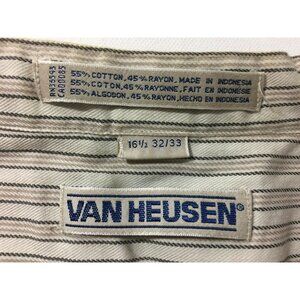 RN36595
CA00085
55% COTTON, 45% RAYON, MADE IN INDONESIA
55% COTON, 45% RAYONNE, FAIT EN INDONESIE
55% ALGODON, 45% RAYON, HECHO EN INDONESIA
16½ 32/33
VAN HEUSEN®